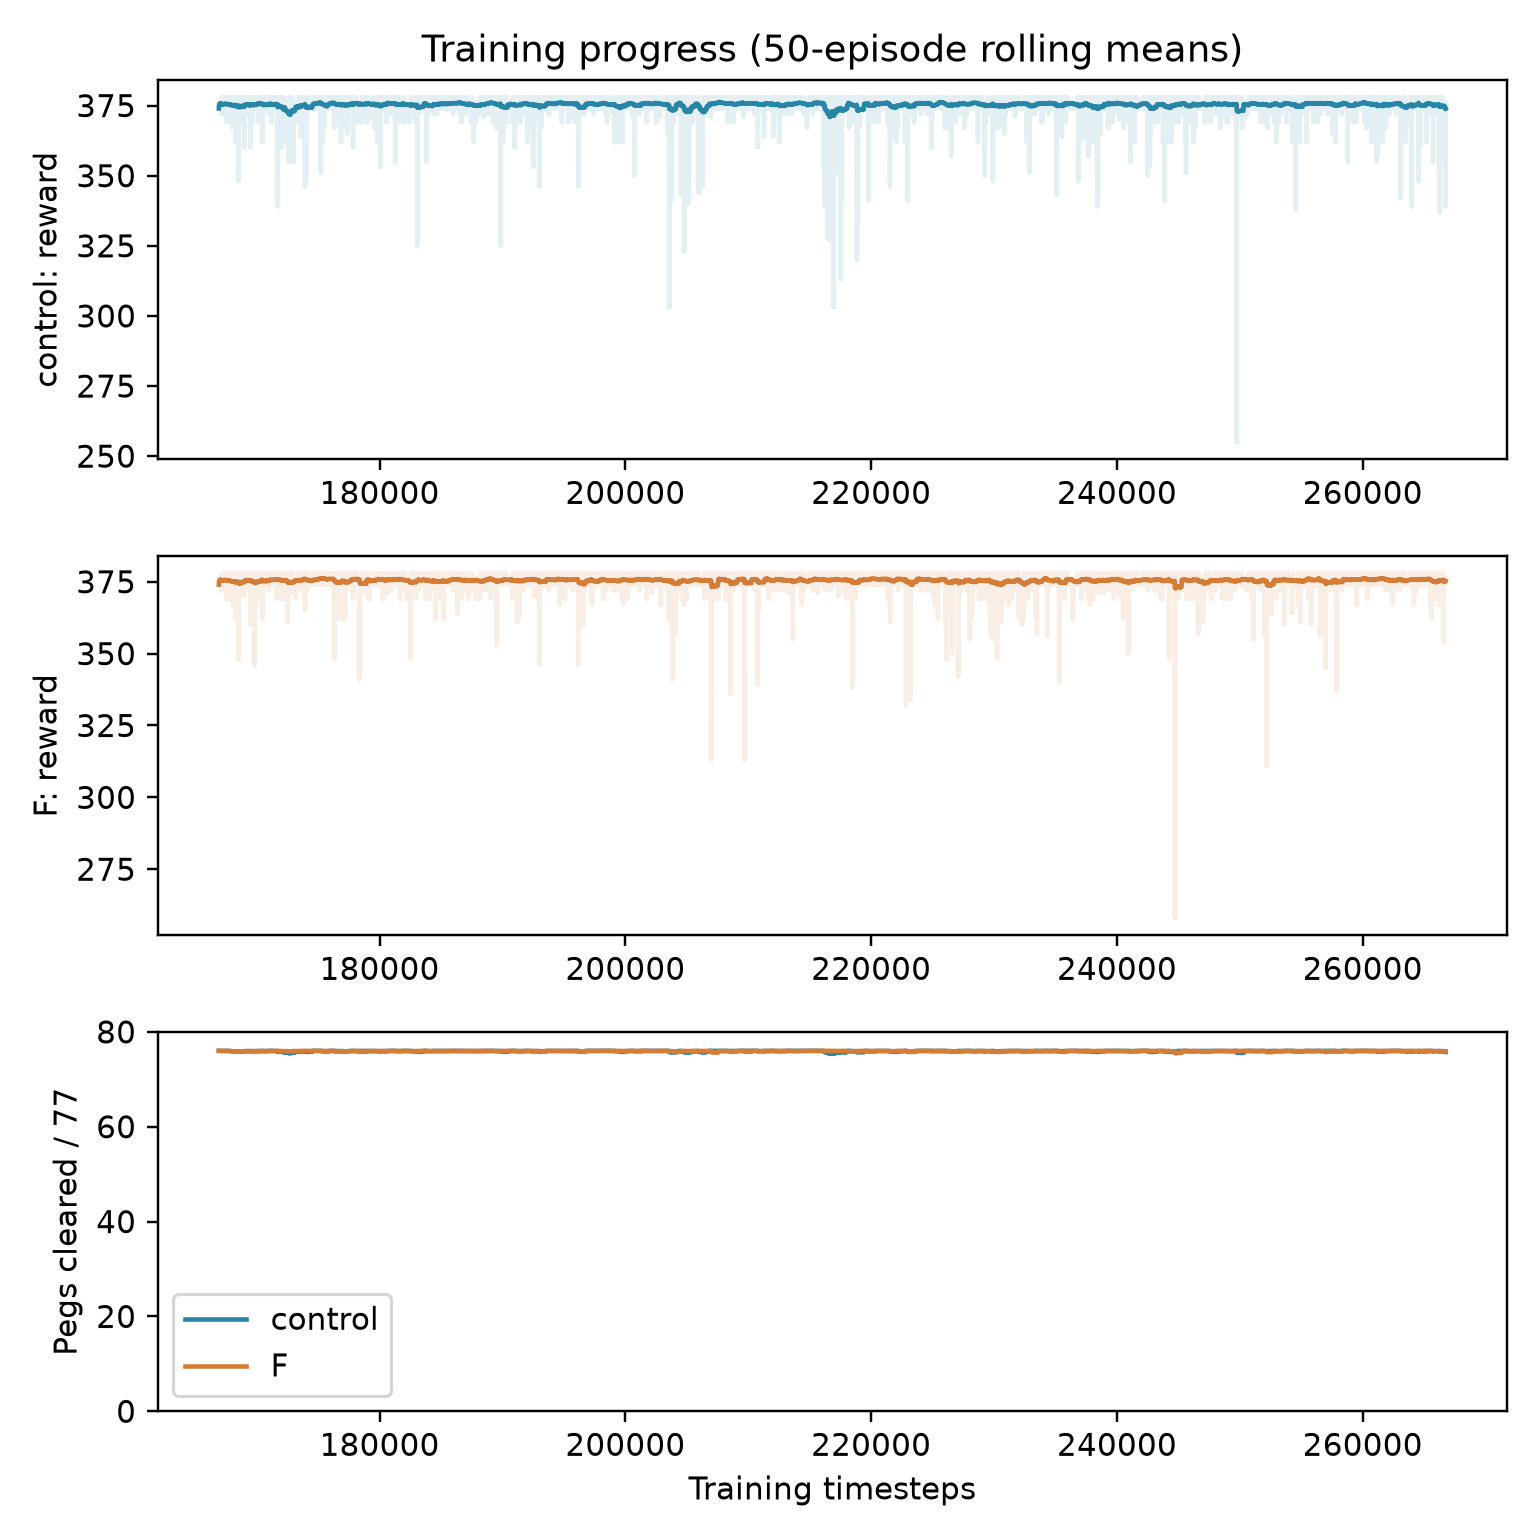 Training progress (50-episode rolling means)
control: reward
375
350
325
300
275
250
180000 200000 220000 240000 260000
F: reward
375
350
325
300
275
180000 200000 220000 240000 260000
Pegs cleared / 77
80
60
40
20
0
control
F
180000 200000 220000 240000 260000
Training timesteps